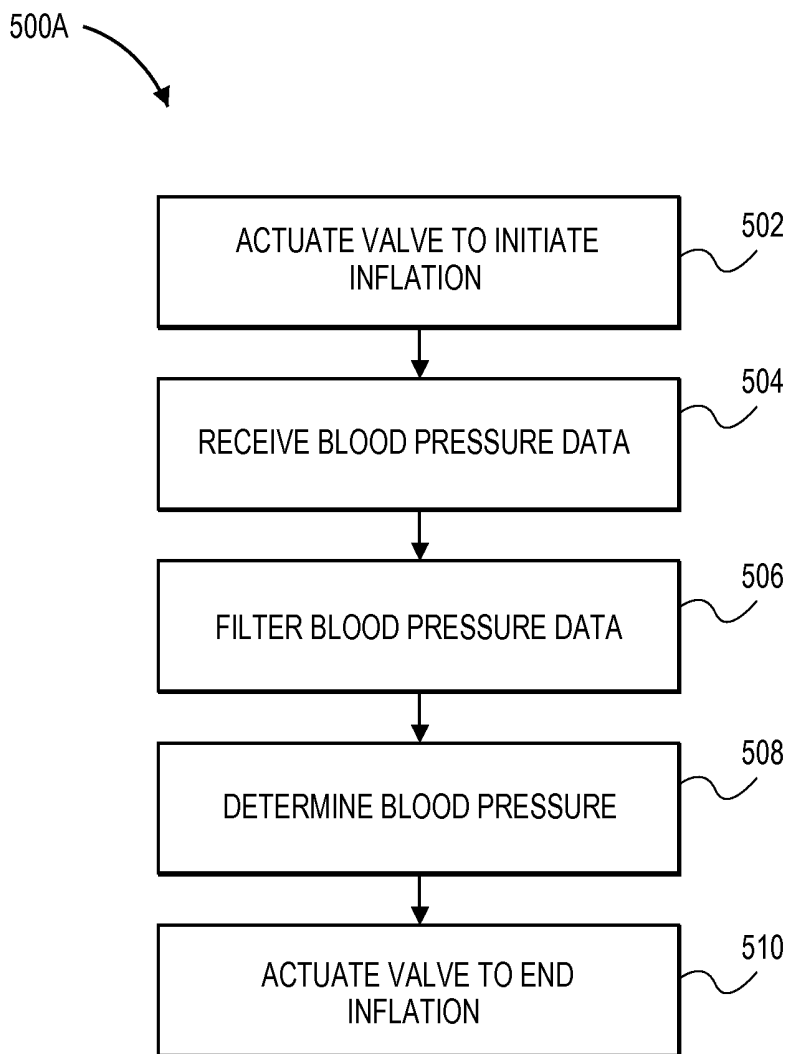 500A
ACTUATE VALVE TO INITIATE
INFLATION
502
RECEIVE BLOOD PRESSURE DATA
504
FILTER BLOOD PRESSURE DATA
506
DETERMINE BLOOD PRESSURE
508
ACTUATE VALVE TO END
INFLATION
510